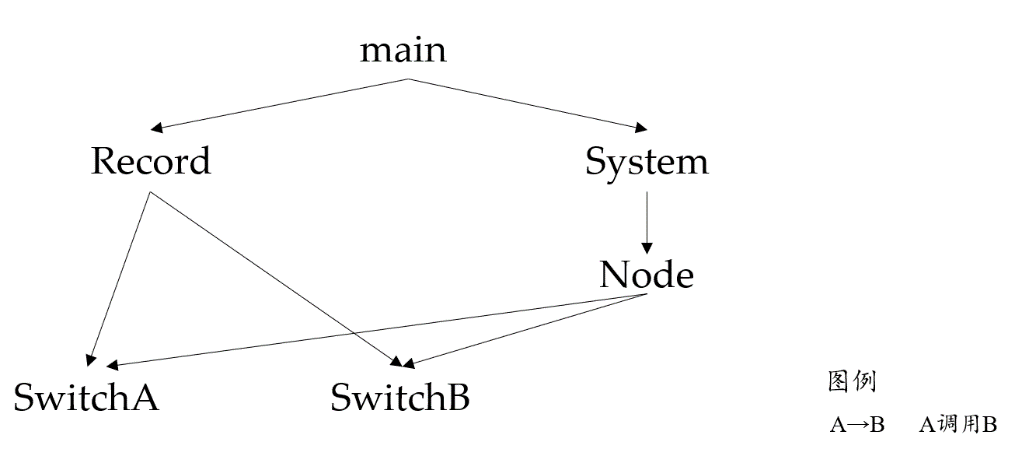 main
Record
System
Node
SwitchA
SwitchB
图例
A→B A调用B